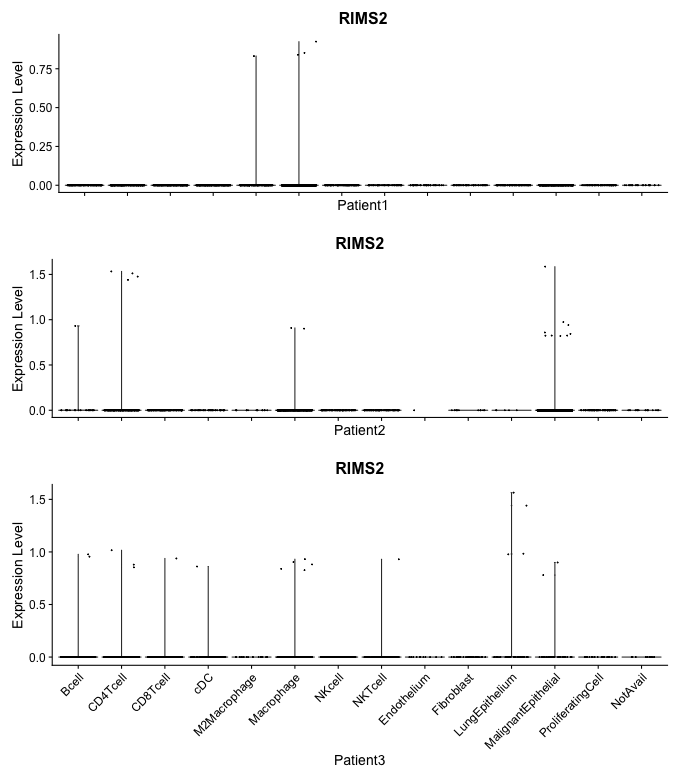 RIMS2
Expression Level
0.75
0.50
0.25
0.00
Patient1
RIMS2
Expression Level
1.5
1.0
0.5
0.0
Patient2
RIMS2
Expression Level
1.5
1.0
0.5
0.0
Bcell
CD4Tcell
CD8Tcell
cDC
M2Macrophage
Macrophage
NKcell
NKTcell
Endothelium
Fibroblast
LungEpithelium
MalignantEpithelial
ProliferatingCell
NotAvail
Patient3